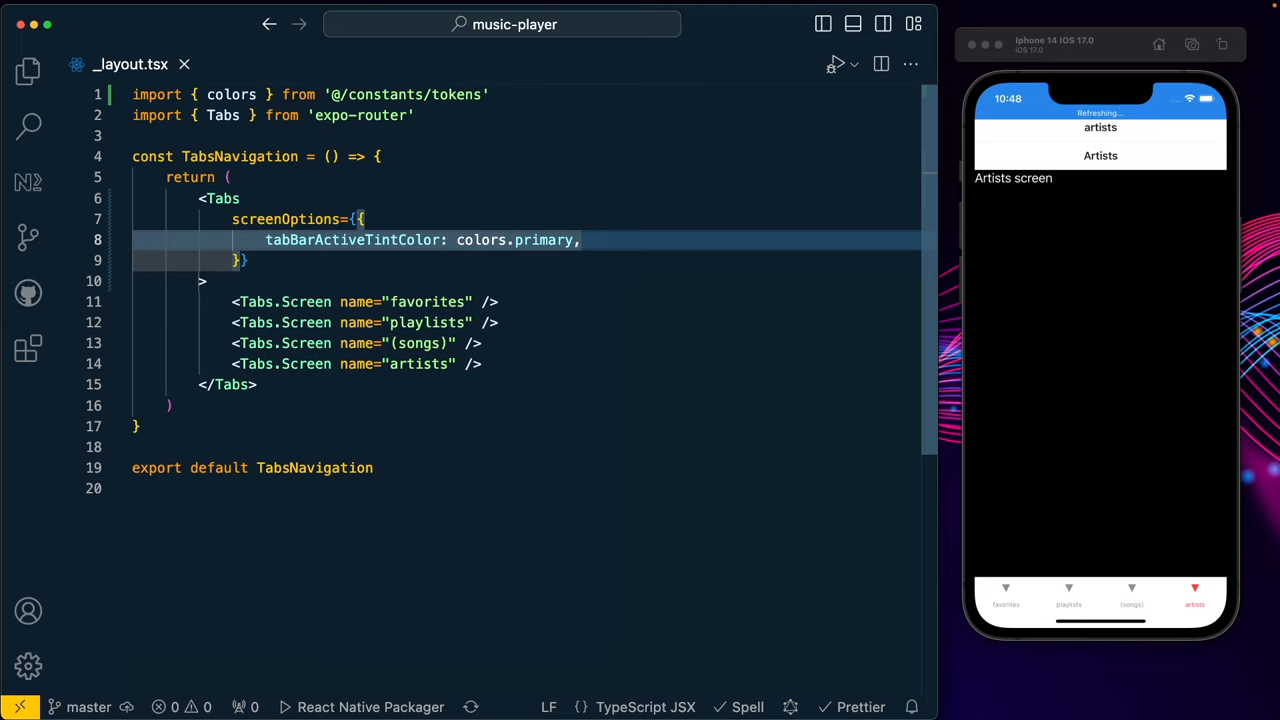 music-player
_layout.tsx
1 import { colors } from '@/constants/tokens'
2 import { Tabs } from 'expo-router'
3
4 const TabsNavigation = () => {
5 return (
6 <Tabs
7 screenOptions={{
8 tabBarActiveTintColor: colors.primary,
9 }}
10 >
11 <Tabs.Screen name="favorites" />
12 <Tabs.Screen name="playlists" />
13 <Tabs.Screen name="(songs)" />
14 <Tabs.Screen name="artists" />
15 </Tabs>
16 )
17 }
18
19 export default TabsNavigation
20
master 0 0 0 React Native Packager LF {} TypeScript JSX Spell Prettier
Iphone 14 IOS 17.0
iOS 17.0
10:48
Refreshing...
artists
Artists
Artists screen
favorites playlists (songs) artists